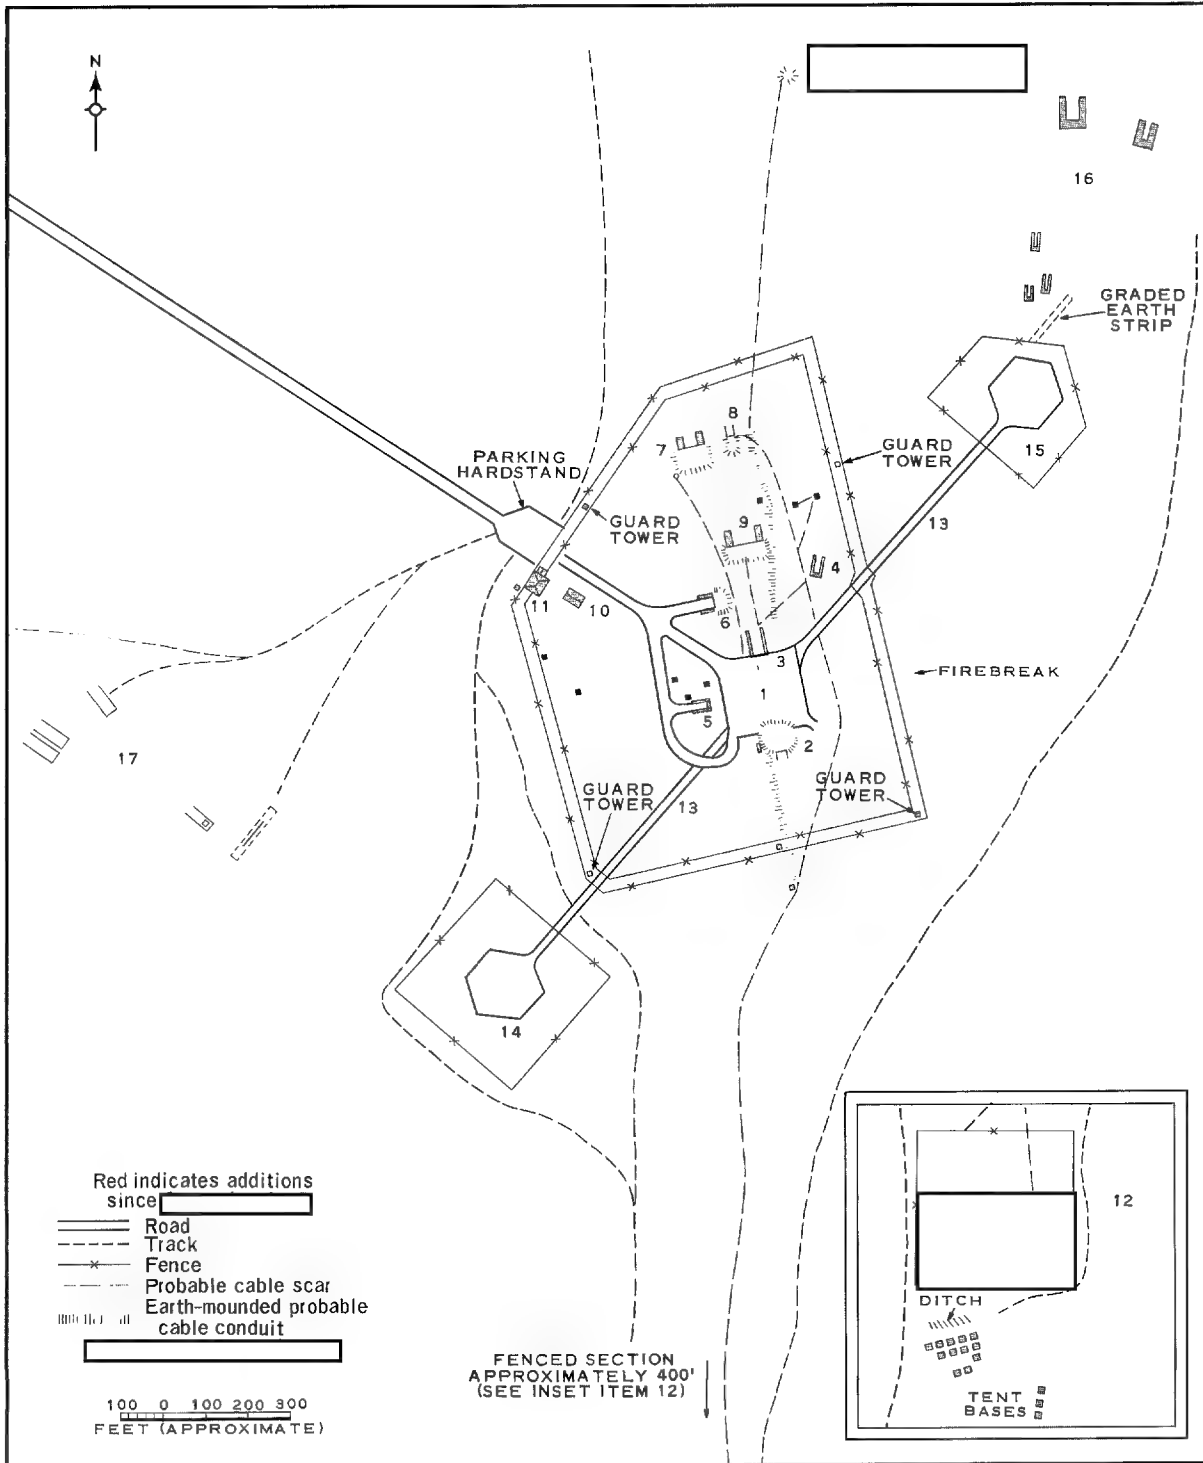 N
16
GRADED
EARTH
STRIP
8
7
GUARD
TOWER
15
PARKING
HARDSTAND
GUARD
TOWER
9
13
4
11
10
6
3
FIREBREAK
1
5
2
17
GUARD
TOWER
13
GUARD
TOWER
14
12
Red indicates additions
since
Road
Track
Fence
Probable cable scar
Earth-mounded probable
cable conduit
DITCH
FENCED SECTION
APPROXIMATELY 400'
(SEE INSET ITEM 12)
TENT
BASES
100 0 100 200 300
FEET (APPROXIMATE)